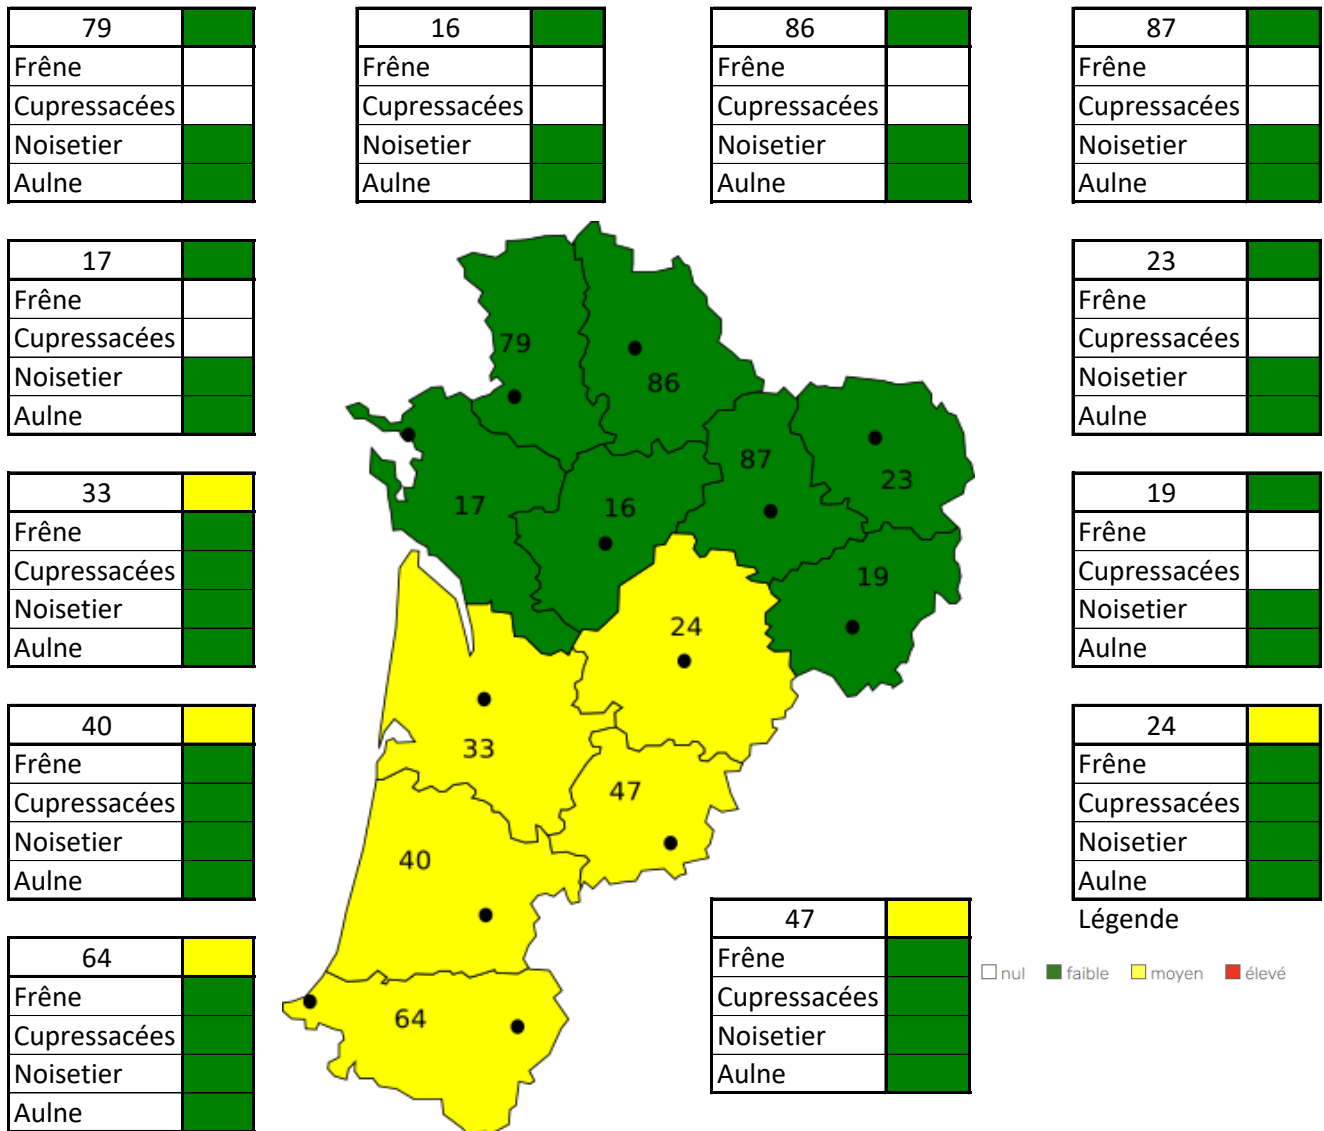 79
Frêne
Cupressacées
Noisetier
Aulne
16
Frêne
Cupressacées
Noisetier
Aulne
86
Frêne
Cupressacées
Noisetier
Aulne
87
Frêne
Cupressacées
Noisetier
Aulne
17
Frêne
Cupressacées
Noisetier
Aulne
23
Frêne
Cupressacées
Noisetier
Aulne
33
Frêne
Cupressacées
Noisetier
Aulne
19
Frêne
Cupressacées
Noisetier
Aulne
40
Frêne
Cupressacées
Noisetier
Aulne
24
Frêne
Cupressacées
Noisetier
Aulne
64
Frêne
Cupressacées
Noisetier
Aulne
47
Frêne
Cupressacées
Noisetier
Aulne
79
86
87
23
17
16
19
24
33
47
40
64
Légende
nul faible moyen élevé